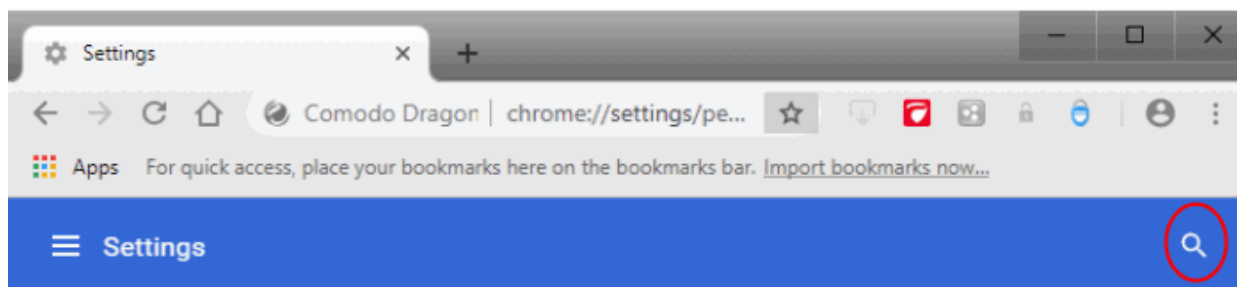 Settings
Comodo Dragon | chrome://settings/pe...
Apps For quick access, place your bookmarks here on the bookmarks bar. Import bookmarks now...
Settings